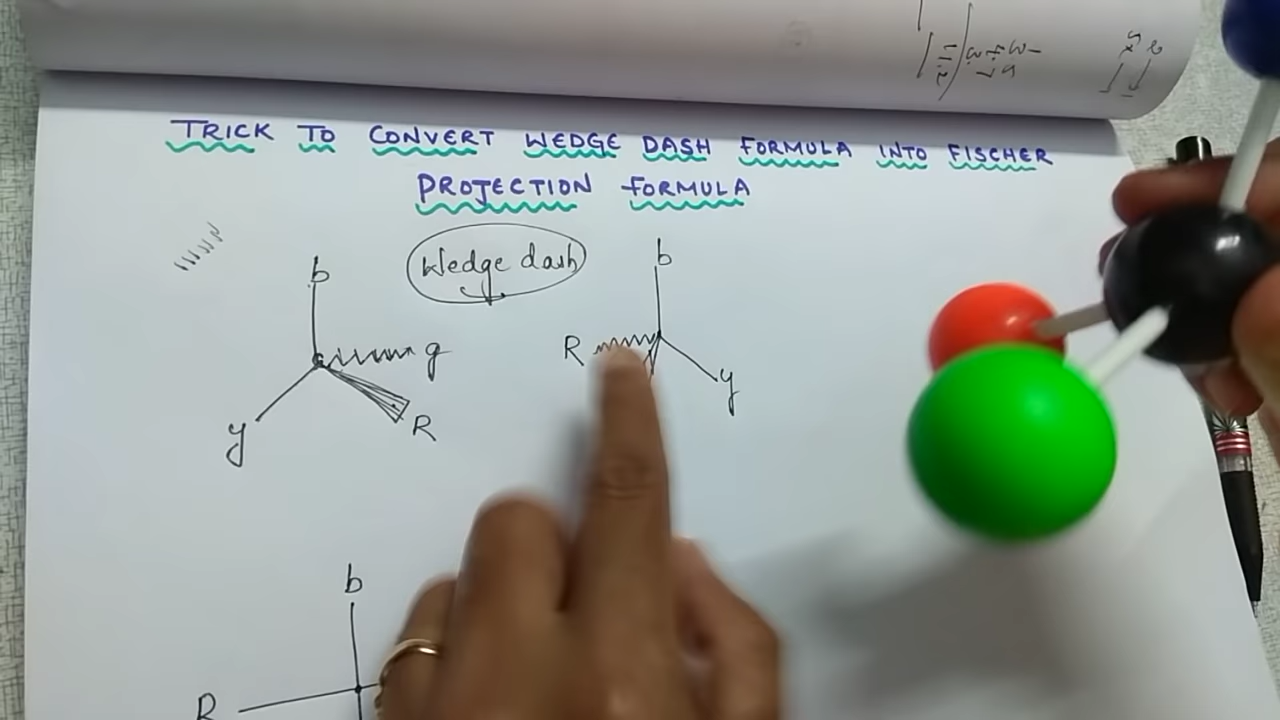 TRICK TO CONVERT WEDGE DASH FORMULA INTO FISCHER
PROJECTION FORMULA
Wedge dash
b
g
R
y
b
R
y
b
R